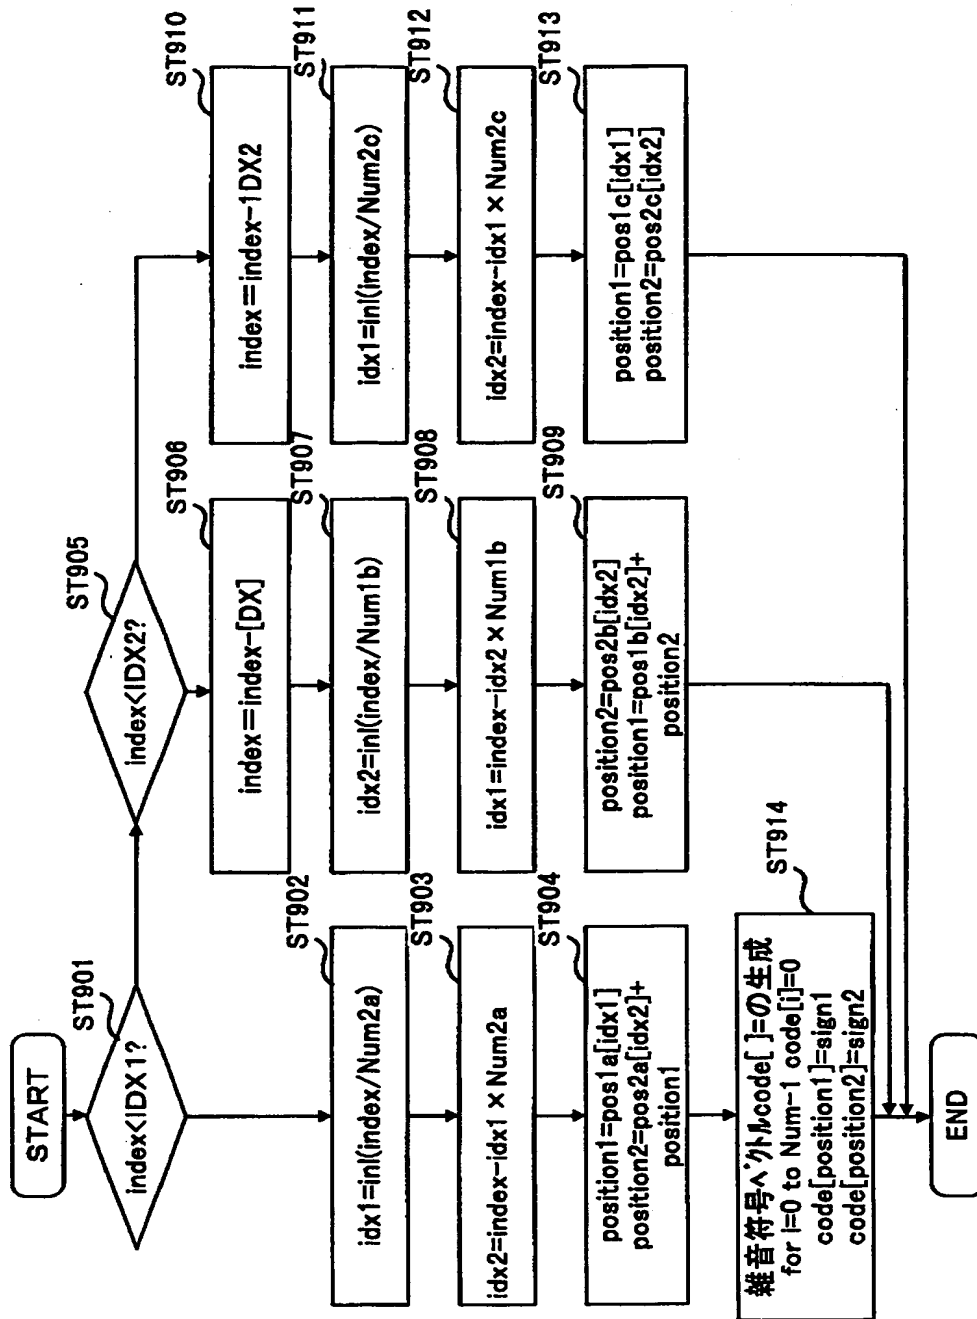 START
ST901
index<IDX1?
ST902
idx1=inl(index/Num2a)
ST903
idx2=index-idx1×Num2a
ST904
position1=pos1a[idx1]
position2=pos2a[idx2]+
position1
ST905
index<IDX2?
ST906
index=index-[DX]
ST907
idx2=inl(index/Num1b)
ST908
idx1=index-idx2×Num1b
ST909
position2=pos2b[idx2]
position1=pos1b[idx2]+
position2
ST910
index=index-1DX2
ST911
idx1=inl(index/Num2c)
ST912
idx2=index-idx1×Num2c
ST913
position1=pos1c[idx1]
position2=pos2c[idx2]
ST914
雑音符号ベクトルcode[ ]=の生成
for i=0 to Num-1 code[i]=0
code[position1]=sign1
code[position2]=sign2
END